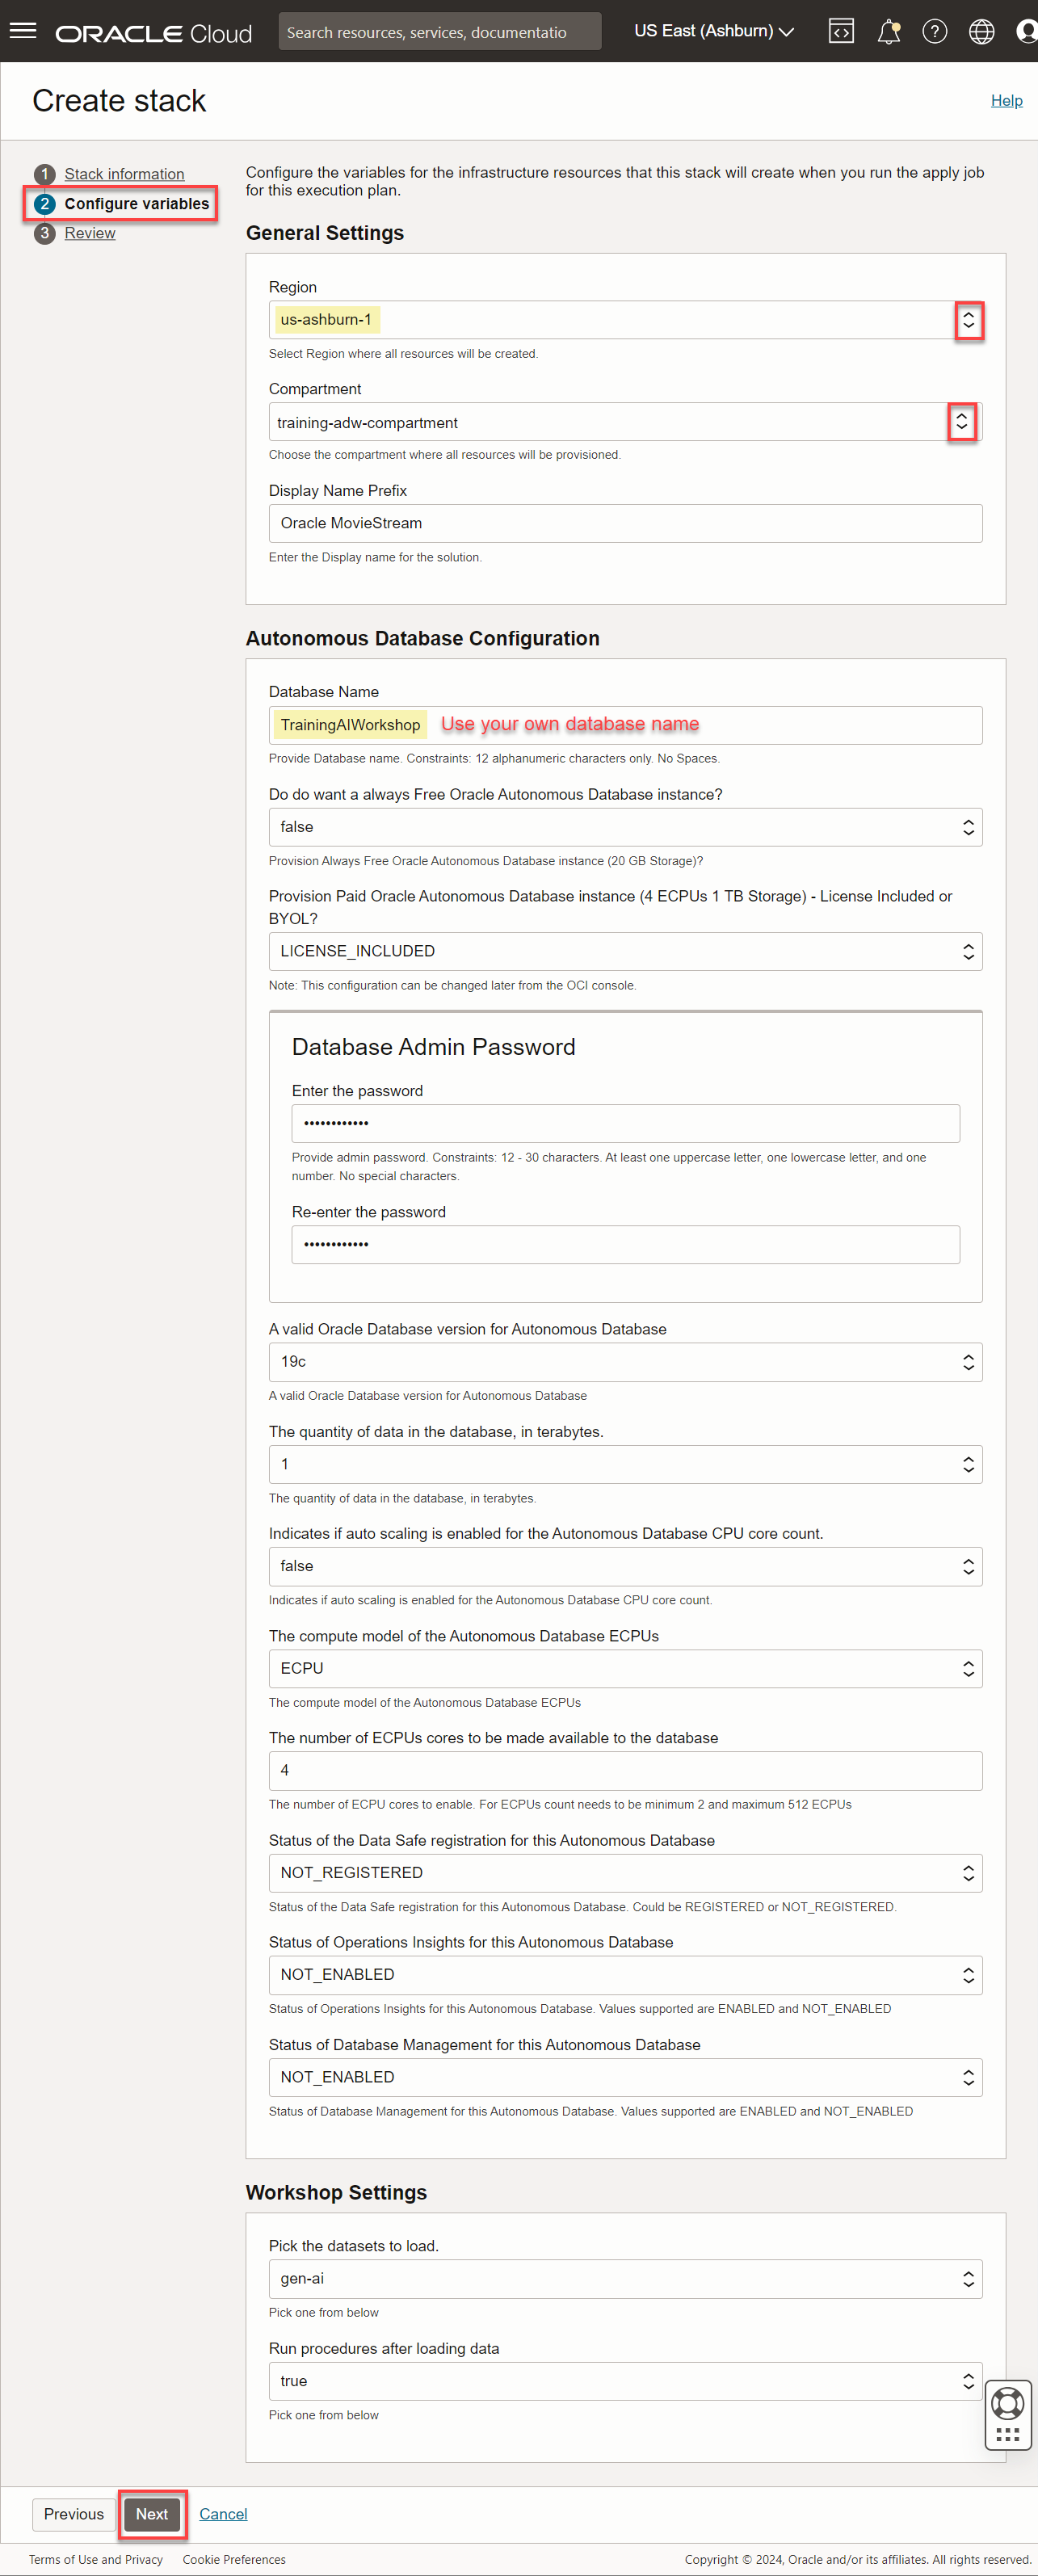 ORACLE Cloud
Search resources, services, documentatio
US East (Ashburn)
Create stack
Help
1 Stack information
2 Configure variables
3 Review
Configure the variables for the infrastructure resources that this stack will create when you run the apply job
for this execution plan.
General Settings
Region
us-ashburn-1
Select Region where all resources will be created.
Compartment
training-adw-compartment
Choose the compartment where all resources will be provisioned.
Display Name Prefix
Oracle MovieStream
Enter the Display name for the solution.
Autonomous Database Configuration
Database Name
TrainingAIWorkshop Use your own database name
Provide Database name. Constraints: 12 alphanumeric characters only. No Spaces.
Do do want a always Free Oracle Autonomous Database instance?
false
Provision Always Free Oracle Autonomous Database instance (20 GB Storage)?
Provision Paid Oracle Autonomous Database instance (4 ECPUs 1 TB Storage) - License Included or
BYOL?
LICENSE_INCLUDED
Note: This configuration can be changed later from the OCI console.
Database Admin Password
Enter the password
••••••••••••
Provide admin password. Constraints: 12 - 30 characters. At least one uppercase letter, one lowercase letter, and one
number. No special characters.
Re-enter the password
••••••••••••
A valid Oracle Database version for Autonomous Database
19c
A valid Oracle Database version for Autonomous Database
The quantity of data in the database, in terabytes.
1
The quantity of data in the database, in terabytes.
Indicates if auto scaling is enabled for the Autonomous Database CPU core count.
false
Indicates if auto scaling is enabled for the Autonomous Database CPU core count.
The compute model of the Autonomous Database ECPUs
ECPU
The compute model of the Autonomous Database ECPUs
The number of ECPUs cores to be made available to the database
4
The number of ECPU cores to enable. For ECPUs count needs to be minimum 2 and maximum 512 ECPUs
Status of the Data Safe registration for this Autonomous Database
NOT_REGISTERED
Status of the Data Safe registration for this Autonomous Database. Could be REGISTERED or NOT_REGISTERED.
Status of Operations Insights for this Autonomous Database
NOT_ENABLED
Status of Operations Insights for this Autonomous Database. Values supported are ENABLED and NOT_ENABLED
Status of Database Management for this Autonomous Database
NOT_ENABLED
Status of Database Management for this Autonomous Database. Values supported are ENABLED and NOT_ENABLED
Workshop Settings
Pick the datasets to load.
gen-ai
Pick one from below
Run procedures after loading data
true
Pick one from below
Previous Next Cancel
Terms of Use and Privacy Cookie Preferences Copyright © 2024, Oracle and/or its affiliates. All rights reserved.